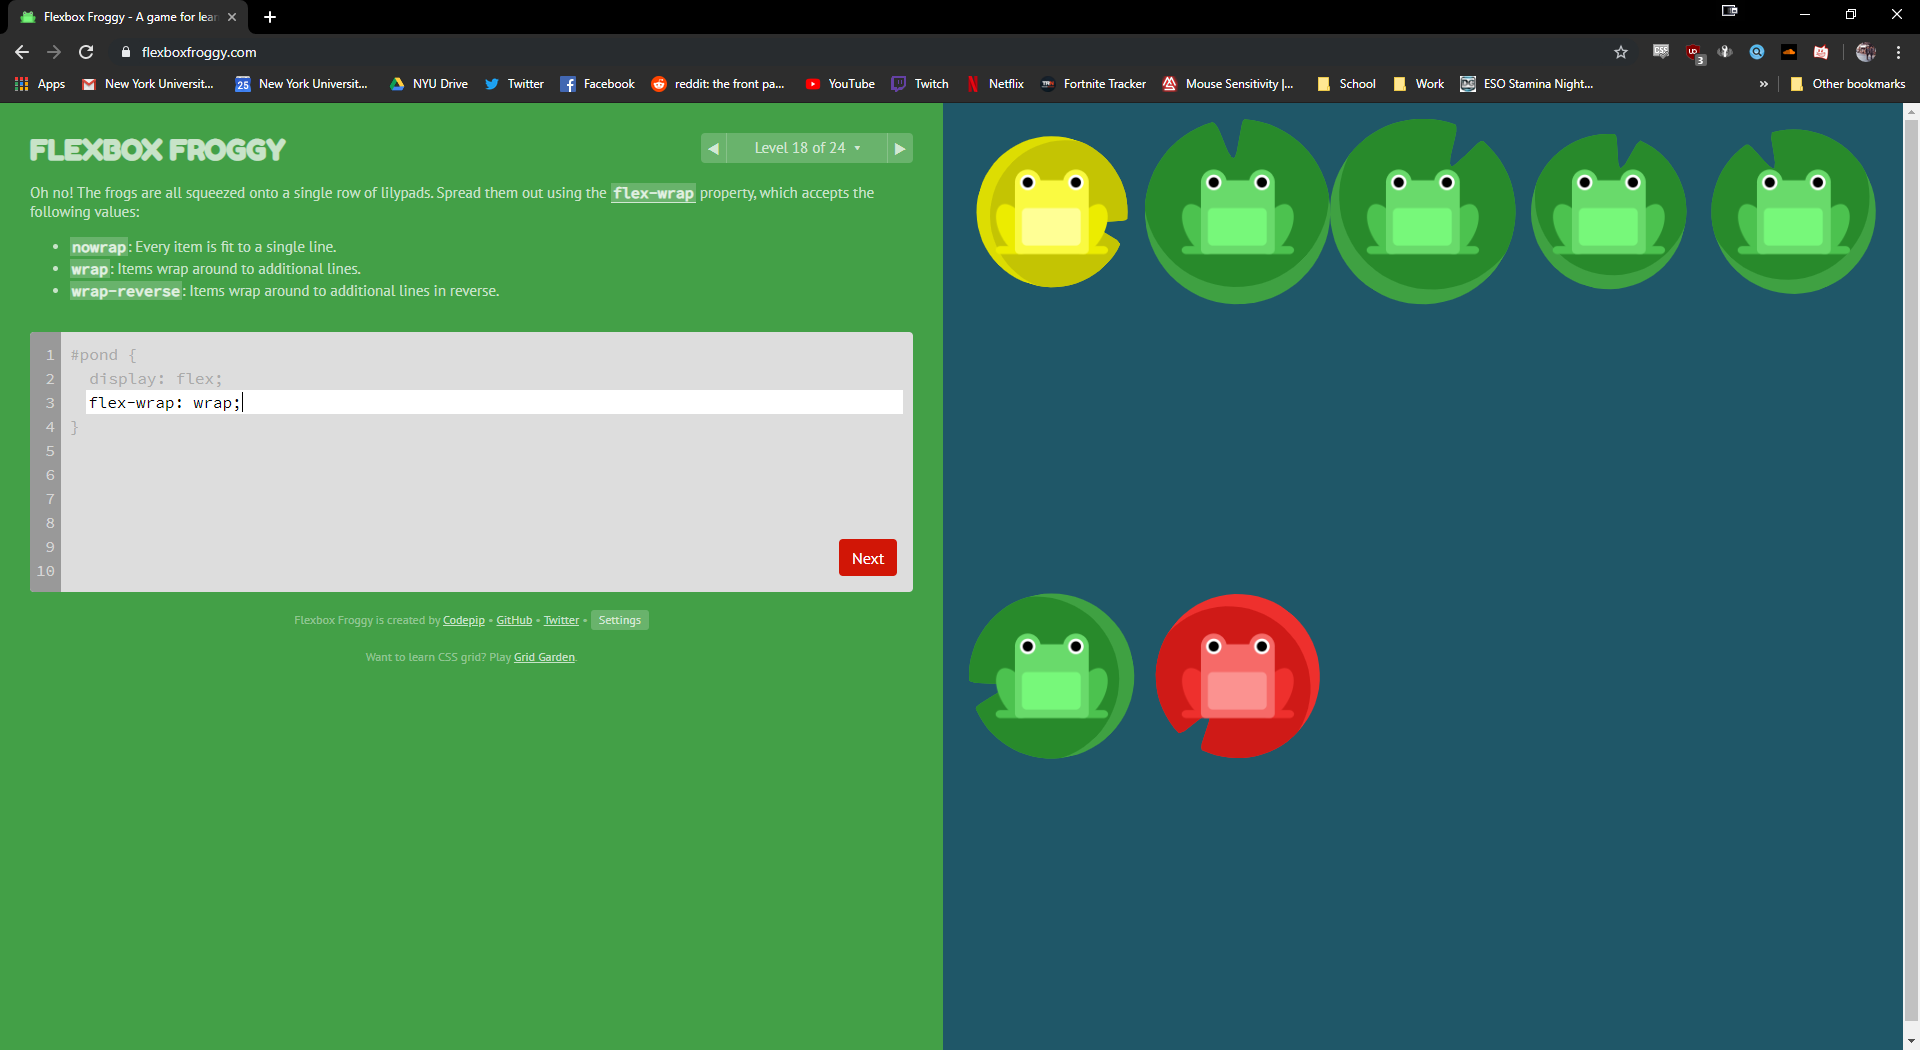 Flexbox Froggy - A game for lear
flexboxfroggy.com
3
Apps
New York Universit...
25
New York Universit...
NYU Drive
Twitter
Facebook
reddit: the front pa...
YouTube
Twitch
Netflix
Fortnite Tracker
Mouse Sensitivity |...
School
Work
ESO Stamina Night...
»
Other bookmarks
FLEXBOX FROGGY
◀ Level 18 of 24 ▾ ▶
Oh no! The frogs are all squeezed onto a single row of lilypads. Spread them out using the flex-wrap property, which accepts the
following values:
• nowrap: Every item is fit to a single line.
• wrap: Items wrap around to additional lines.
• wrap-reverse: Items wrap around to additional lines in reverse.
1 #pond {
2 display: flex;
3 flex-wrap: wrap;
4 }
5
6
7
8
9
10
Next
Flexbox Froggy is created by Codepip • GitHub • Twitter • Settings
Want to learn CSS grid? Play Grid Garden.